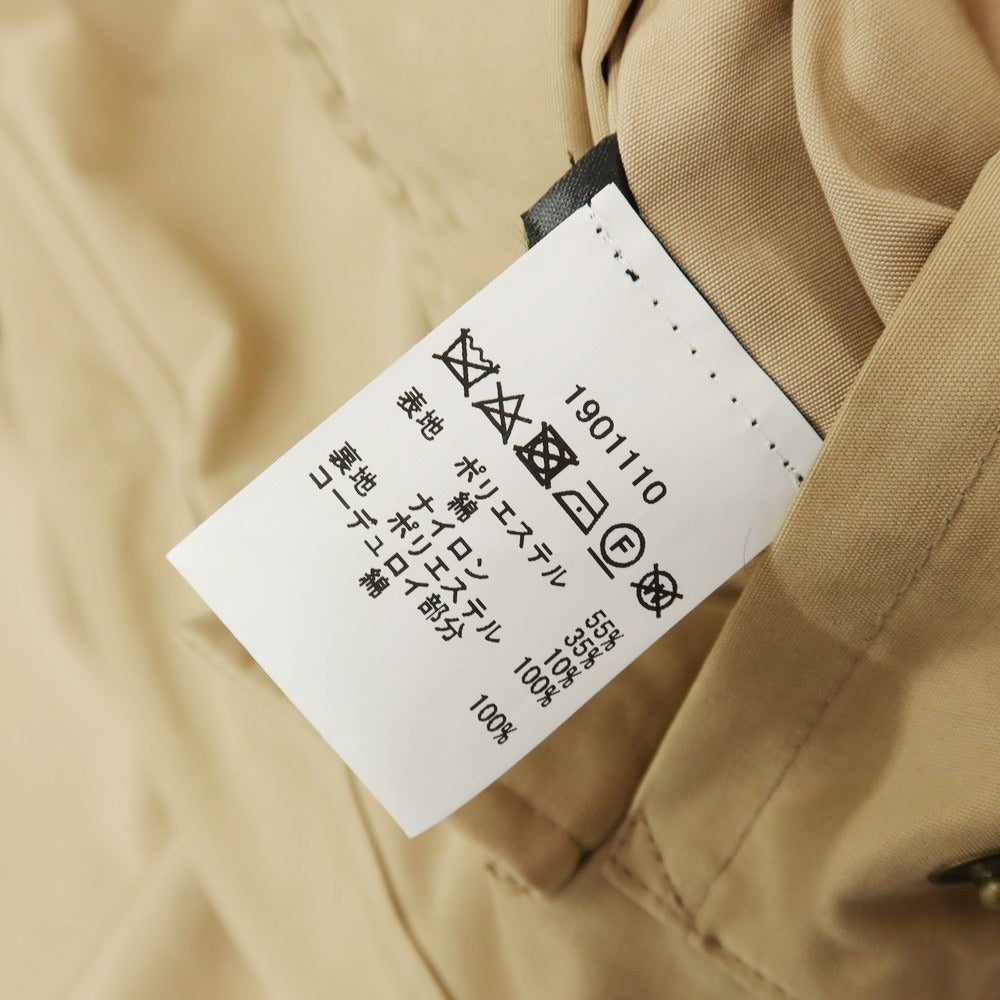 1901110
F W
表地 ポリエステル 55%
綿 35%
ナイロン 10%
裏地 ポリエステル 100%
コーデュロイ部分
綿 100%